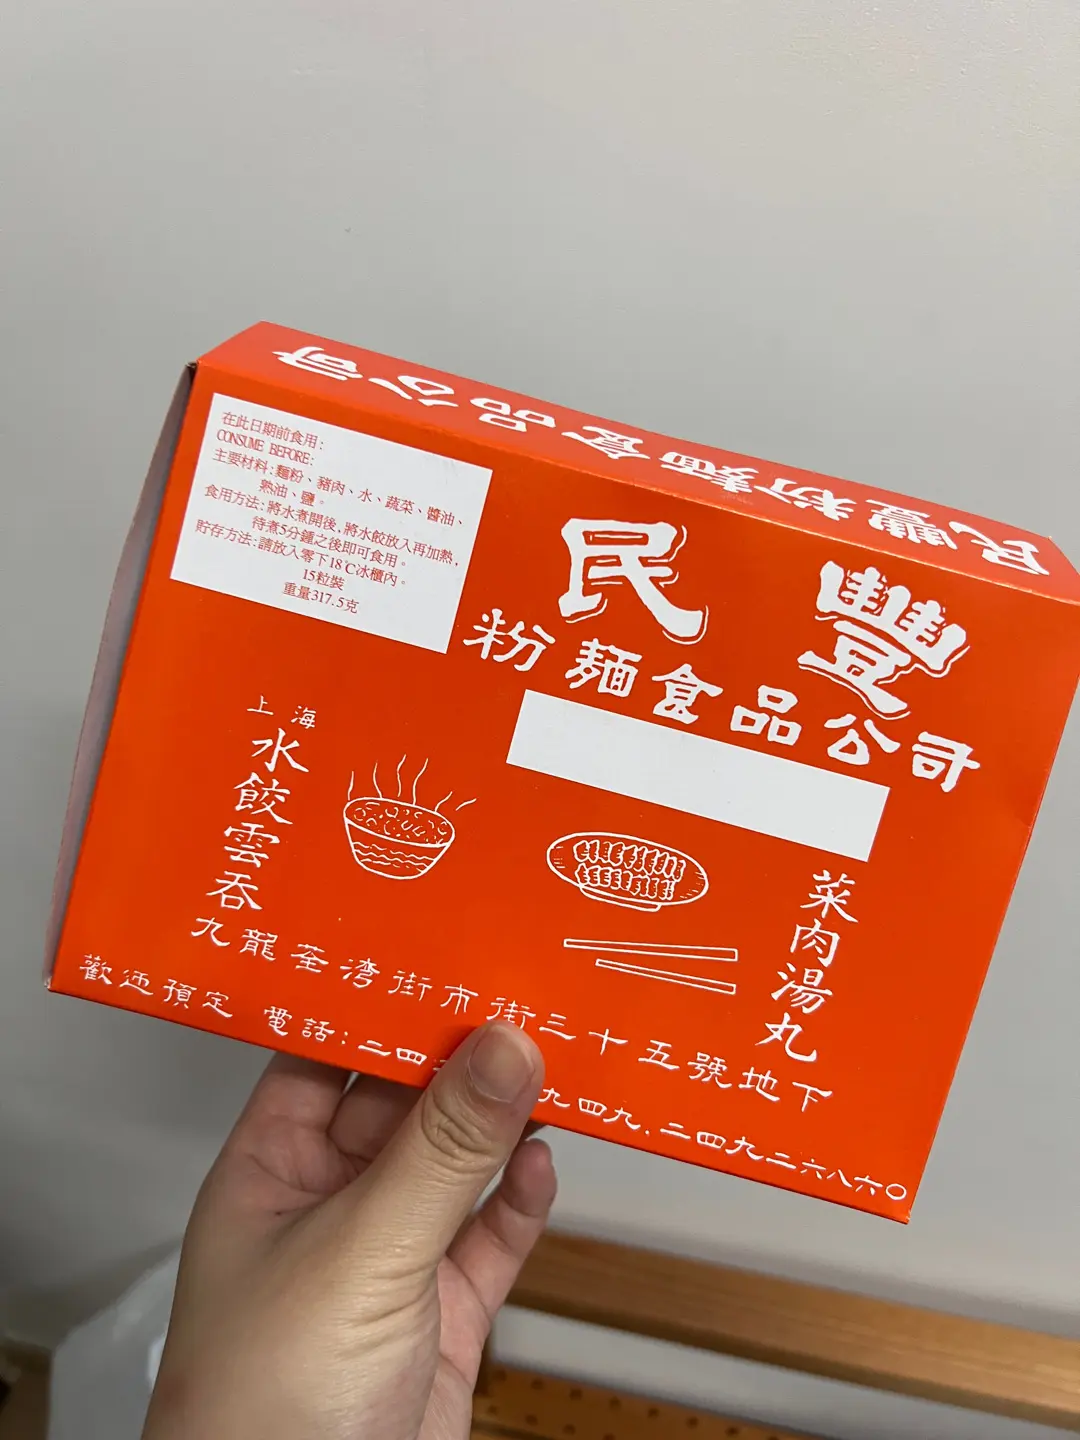 民豐粉麵食品公司
在此日期前食用：
CONSUME BEFORE:
主要材料：麵粉、豬肉、水、蔬菜、醬油、
熟油、鹽。
食用方法：將水煮開後，將水餃放入再加熱，
待煮5分鐘之後即可食用。
貯存方法：請放入零下18℃冰櫃內。
15粒裝
重量317.5克
民豐
粉麵食品公司
上海
水餃雲吞
菜肉湯丸
九龍荃灣街市街三十五號地下
歡迎預定 電話：二四 九四九．二四九二六八六〇